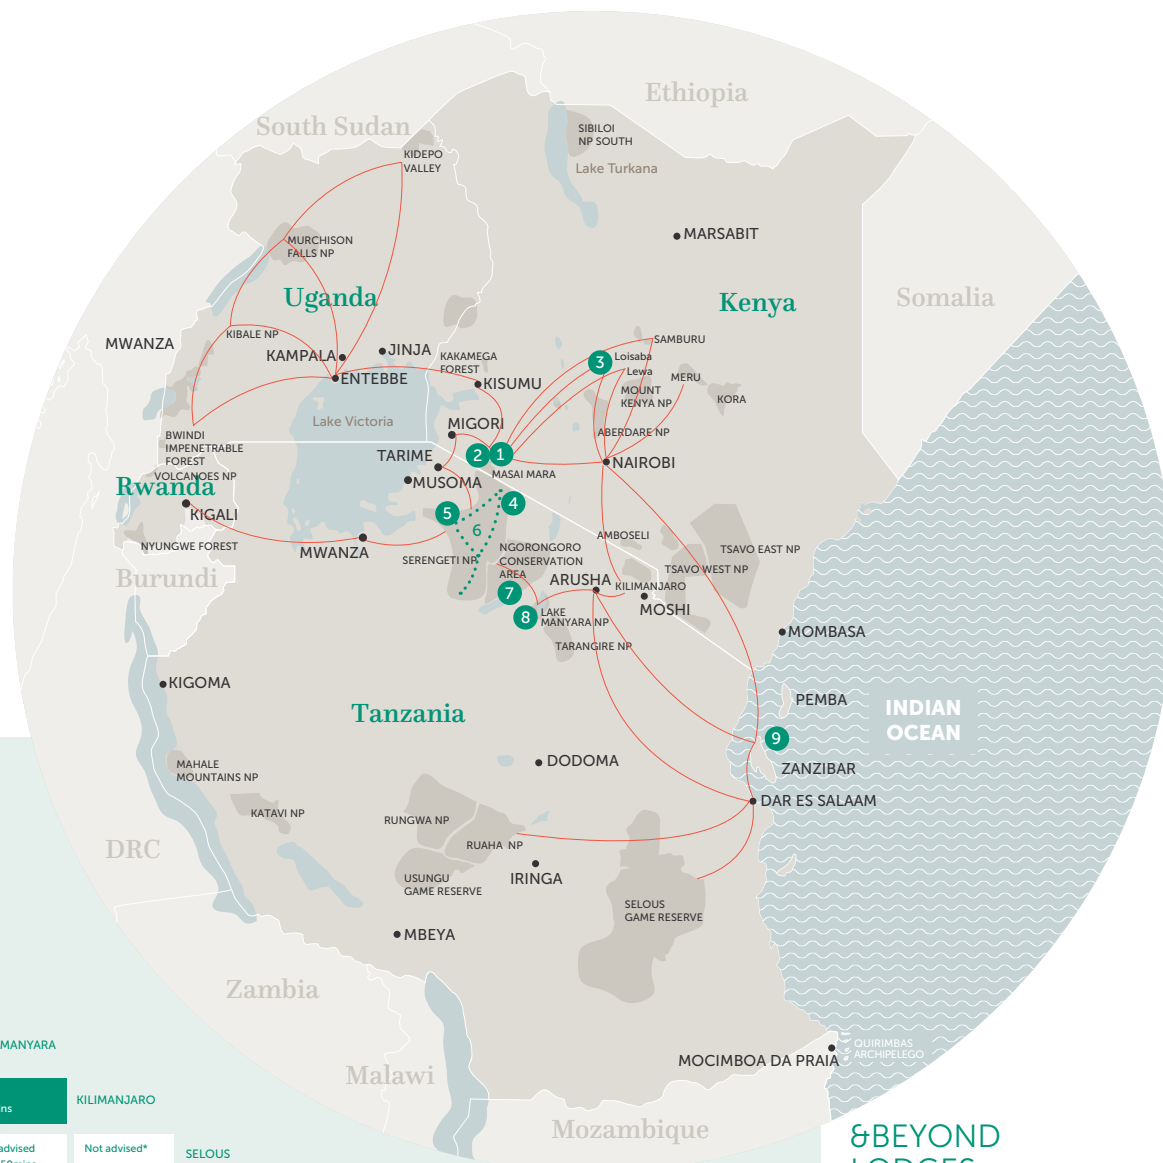 Ethiopia
South Sudan
SIBILOI
NP SOUTH
KIDEPO
VALLEY
Lake Turkana
MARSABIT
MURCHISON
FALLS NP
Uganda
Kenya
Somalia
KIBALE NP
MWANZA
SAMBURU
KAMPALA
JINJA
KAKAMEGA
FOREST
3
Loisaba
Lewa
ENTEBBE
KISUMU
MERU
MOUNT
KENYA NP
KORA
Lake Victoria
MIGORI
ABERDARE NP
BWINDI
IMPENETRABLE
FOREST
TARIME
2
1
NAIROBI
VOLCANOES NP
MASAI MARA
Rwanda
MUSOMA
KIGALI
5
4
6
AMBOSELI
NYUNGWE FOREST
MWANZA
SERENGETI NP
NGORONGORO
CONSERVATION
AREA
TSAVO EAST NP
TSAVO WEST NP
Burundi
ARUSHA
KILIMANJARO
7
MOSHI
8
LAKE
MANYARA NP
MOMBASA
TARANGIRE NP
KIGOMA
PEMBA
Tanzania
INDIAN
OCEAN
9
DODOMA
ZANZIBAR
MAHALE
MOUNTAINS NP
DAR ES SALAAM
KATAVI NP
RUNGWA NP
DRC
RUAHA NP
USUNGU
GAME RESERVE
IRINGA
SELOUS
GAME RESERVE
MBEYA
Zambia
MANYARA
QUIRIMBAS
ARCHIPELEGO
MOCIMBOA DA PRAIA
Malawi
ns
KILIMANJARO
Mozambique
&BEYOND
LODGES
advised
Not advised*
SELOUS